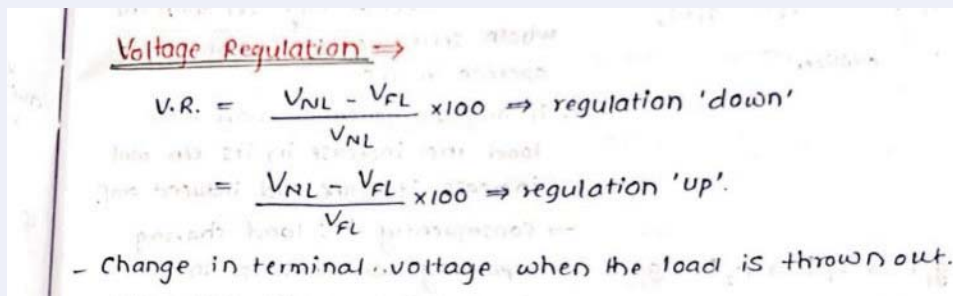 Voltage Regulation ⇒
V.R. = (V_NL - V_FL)/V_NL ×100 ⇒ regulation 'down'
= (V_NL - V_FL)/V_FL ×100 ⇒ regulation 'up'.
- Change in terminal voltage when the load is thrown out.